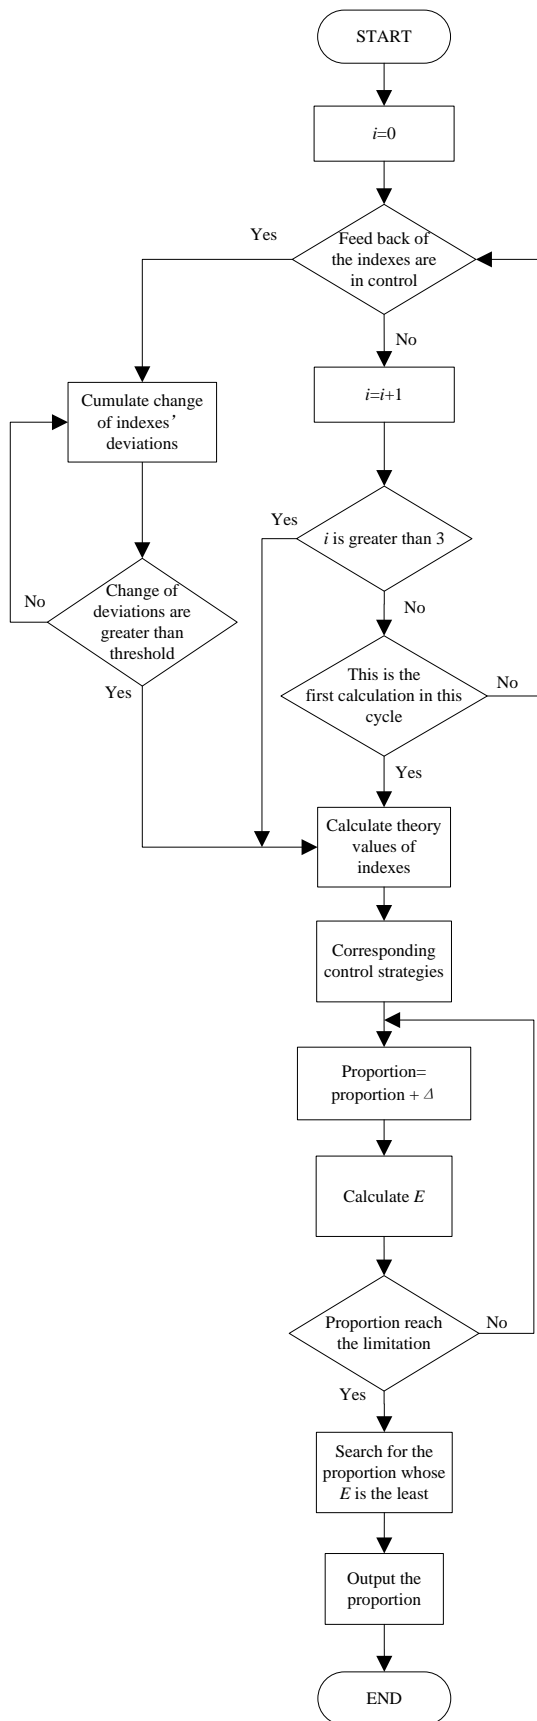 START
i=0
Yes
Feed back of
the indexes are
in control
No
i=i+1
Cumulate change
of indexes’
deviations
Yes
i is greater than 3
No
No
Change of
deviations are
greater than
threshold
Yes
This is the
first calculation in this
cycle
No
Yes
Calculate theory
values of
indexes
Corresponding
control strategies
Proportion=
proportion + Δ
Calculate E
Proportion reach
the limitation
No
Yes
Search for the
proportion whose
E is the least
Output the
proportion
END